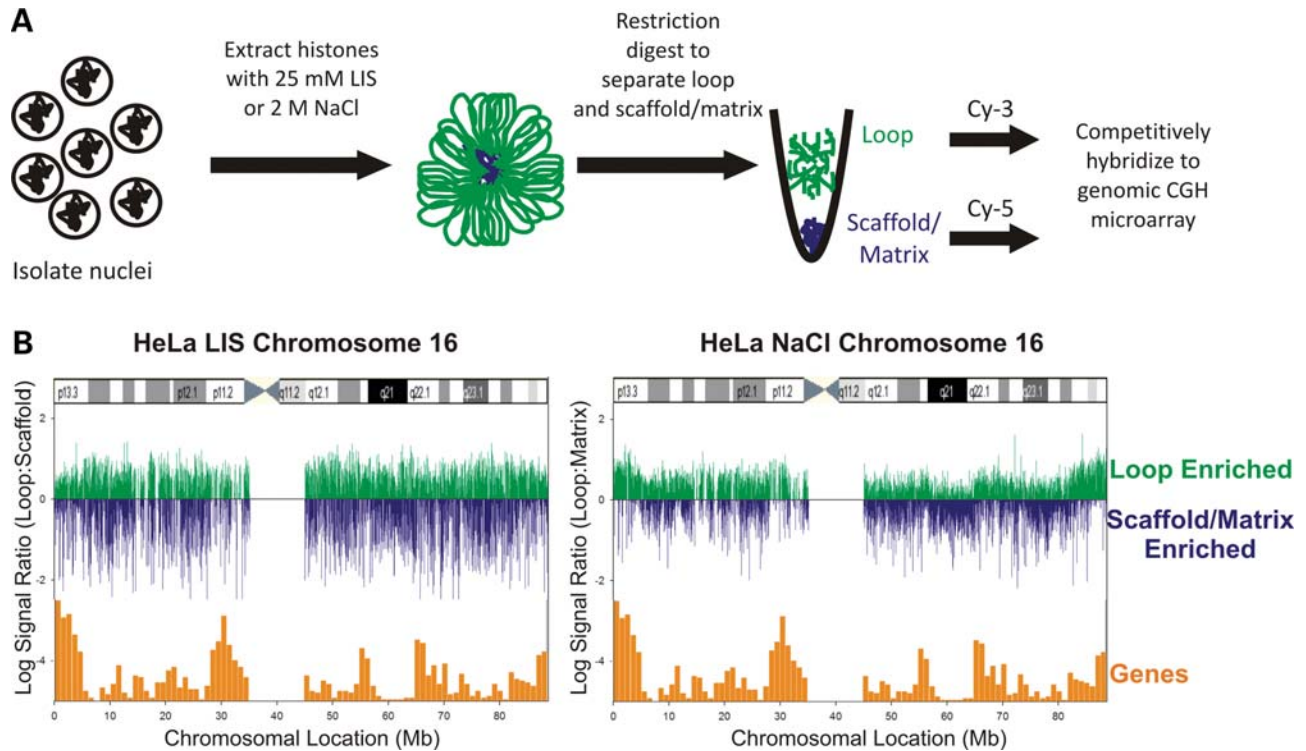 A
Isolate nuclei
Extract histones
with 25 mM LIS
or 2 M NaCl
Restriction
digest to
separate loop
and scaffold/matrix
Loop
Scaffold/
Matrix
Cy-3
Cy-5
Competitively
hybridize to
genomic CGH
microarray
B
HeLa LIS Chromosome 16
p13.3 p12.1 p11.2 q11.2 q12.1 q21 q22.1 q23.1
Log Signal Ratio (Loop:Scaffold)
2
0
-2
-4
0 10 20 30 40 50 60 70 80
Chromosomal Location (Mb)
HeLa NaCl Chromosome 16
p13.3 p12.1 p11.2 q11.2 q12.1 q21 q22.1 q23.1
Log Signal Ratio (Loop:Matrix)
2
0
-2
-4
0 10 20 30 40 50 60 70 80
Chromosomal Location (Mb)
Loop Enriched
Scaffold/Matrix
Enriched
Genes